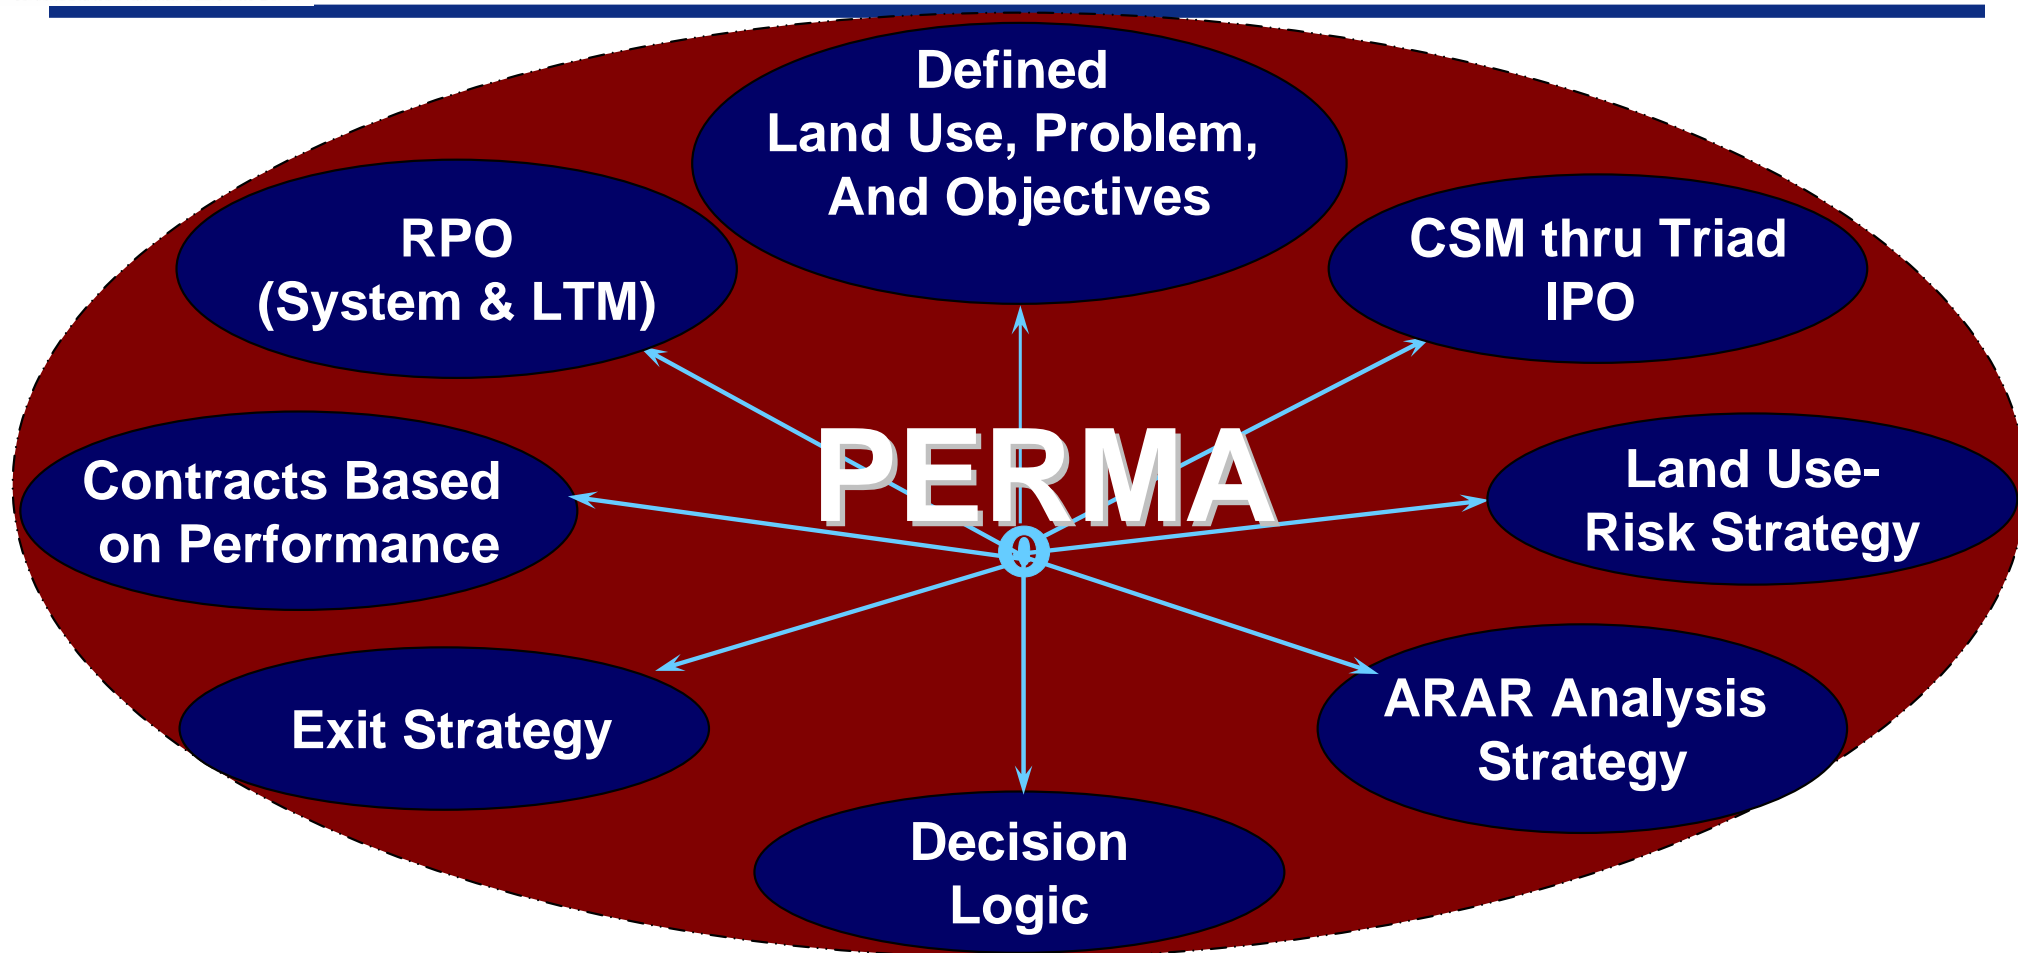 Defined
Land Use, Problem,
And Objectives
RPO
(System & LTM)
CSM thru Triad
IPO
PERMA
Contracts Based
on Performance
Land Use-
Risk Strategy
Exit Strategy
ARAR Analysis
Strategy
Decision
Logic